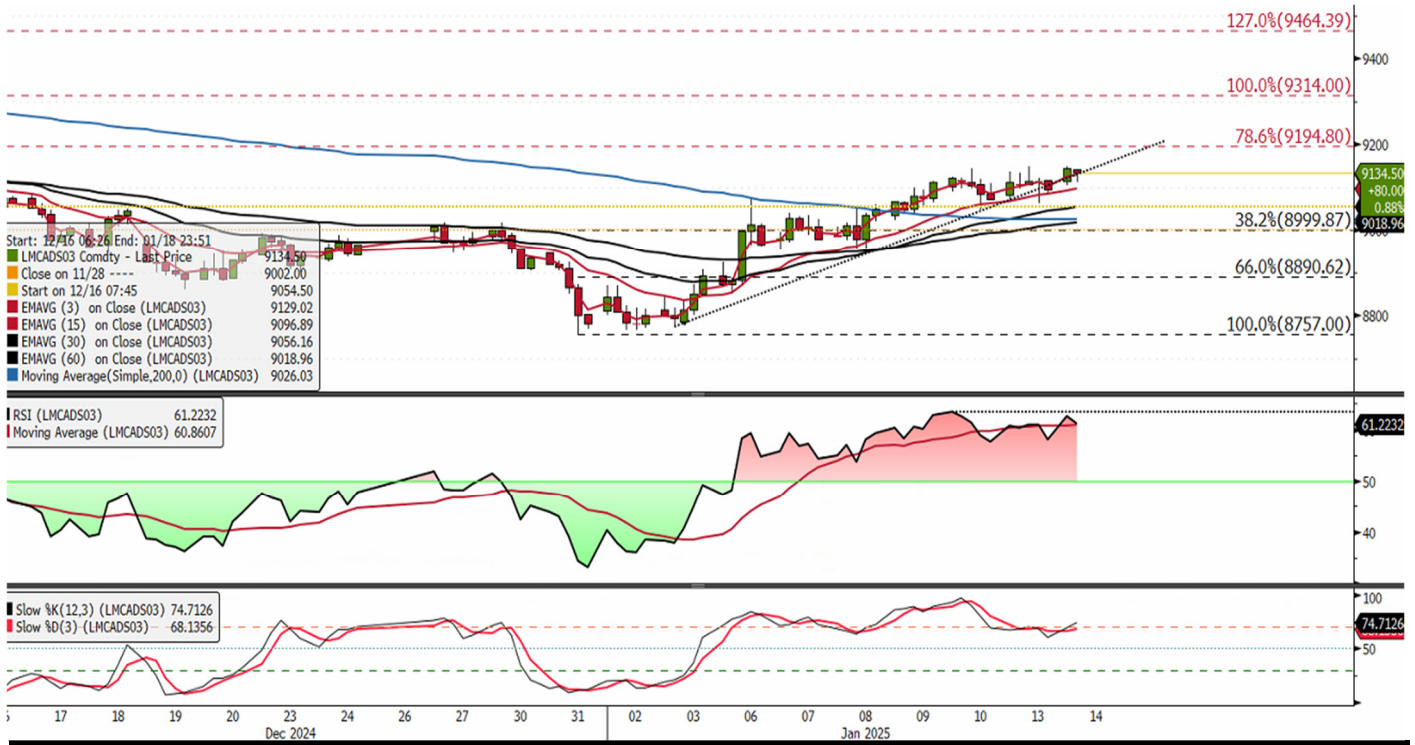 127.0%(9464.39)
9400
100.0%(9314.00)
78.6%(9194.80)
9200
9134.50
+80.00
0.88%
38.2%(8999.87)
9018.96
66.0%(8890.62)
8800
100.0%(8757.00)
Start: 12/16 06:26 End: 01/18 23:51
LMCADS03 Comdty - Last Price 9134.50
Close on 11/28 ---- 9002.00
Start on 12/16 07:45 9054.50
EMAVG (3) on Close (LMCADS03) 9129.02
EMAVG (15) on Close (LMCADS03) 9096.89
EMAVG (30) on Close (LMCADS03) 9056.16
EMAVG (60) on Close (LMCADS03) 9018.96
Moving Average(Simple,200,0) (LMCADS03) 9026.03
RSI (LMCADS03) 61.2232
Moving Average (LMCADS03) 60.8607
61.2232
50
40
Slow %K(12,3) (LMCADS03) 74.7126
Slow %D(3) (LMCADS03) 68.1356
100
74.7126
50
17 18 19 20 23 24 26 27 30 31 02 03 06 07 08 09 10 13 14
Dec 2024 Jan 2025